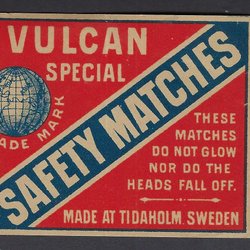 VULCAN
SPECIAL
TRADE MARK
SAFETY MATCHES
THESE
MATCHES
DO NOT GLOW
NOR DO THE
HEADS FALL OFF.
MADE AT TIDAHOLM, SWEDEN